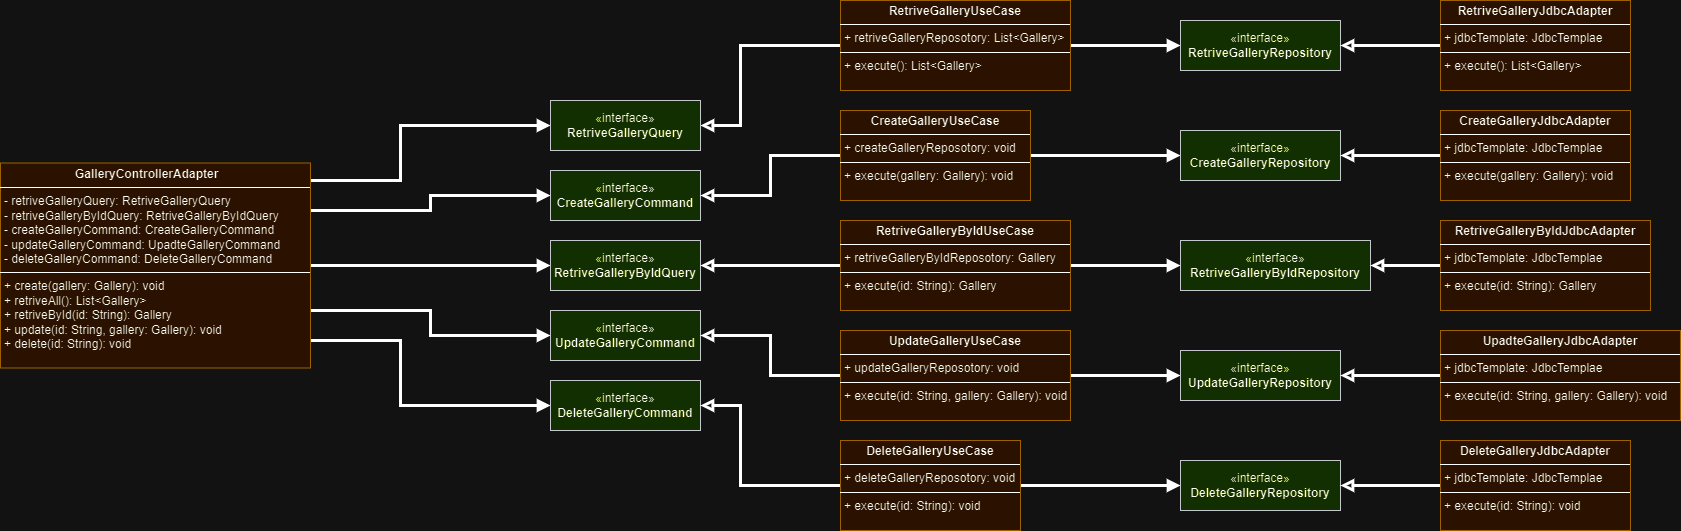 GalleryControllerAdapter
- retriveGalleryQuery: RetriveGalleryQuery
- retriveGalleryByIdQuery: RetriveGalleryByIdQuery
- createGalleryCommand: CreateGalleryCommand
- updateGalleryCommand: UpadteGalleryCommand
- deleteGalleryCommand: DeleteGalleryCommand
+ create(gallery: Gallery): void
+ retriveAll(): List<Gallery>
+ retriveById(id: String): Gallery
+ update(id: String, gallery: Gallery): void
+ delete(id: String): void
«interface»
RetriveGalleryQuery
«interface»
CreateGalleryCommand
«interface»
RetriveGalleryByIdQuery
«interface»
UpdateGalleryCommand
«interface»
DeleteGalleryCommand
RetriveGalleryUseCase
+ retriveGalleryReposotory: List<Gallery>
+ execute(): List<Gallery>
CreateGalleryUseCase
+ createGalleryReposotory: void
+ execute(gallery: Gallery): void
RetriveGalleryByIdUseCase
+ retriveGalleryByIdReposotory: Gallery
+ execute(id: String): Gallery
UpdateGalleryUseCase
+ updateGalleryReposotory: void
+ execute(id: String, gallery: Gallery): void
DeleteGalleryUseCase
+ deleteGalleryReposotory: void
+ execute(id: String): void
«interface»
RetriveGalleryRepository
«interface»
CreateGalleryRepository
«interface»
RetriveGalleryByIdRepository
«interface»
UpdateGalleryRepository
«interface»
DeleteGalleryRepository
RetriveGalleryJdbcAdapter
+ jdbcTemplate: JdbcTemplae
+ execute(): List<Gallery>
CreateGalleryJdbcAdapter
+ jdbcTemplate: JdbcTemplae
+ execute(gallery: Gallery): void
RetriveGalleryByIdJdbcAdapter
+ jdbcTemplate: JdbcTemplae
+ execute(id: String): Gallery
UpadteGalleryJdbcAdapter
+ jdbcTemplate: JdbcTemplae
+ execute(id: String, gallery: Gallery): void
DeleteGalleryJdbcAdapter
+ jdbcTemplate: JdbcTemplae
+ execute(id: String): void